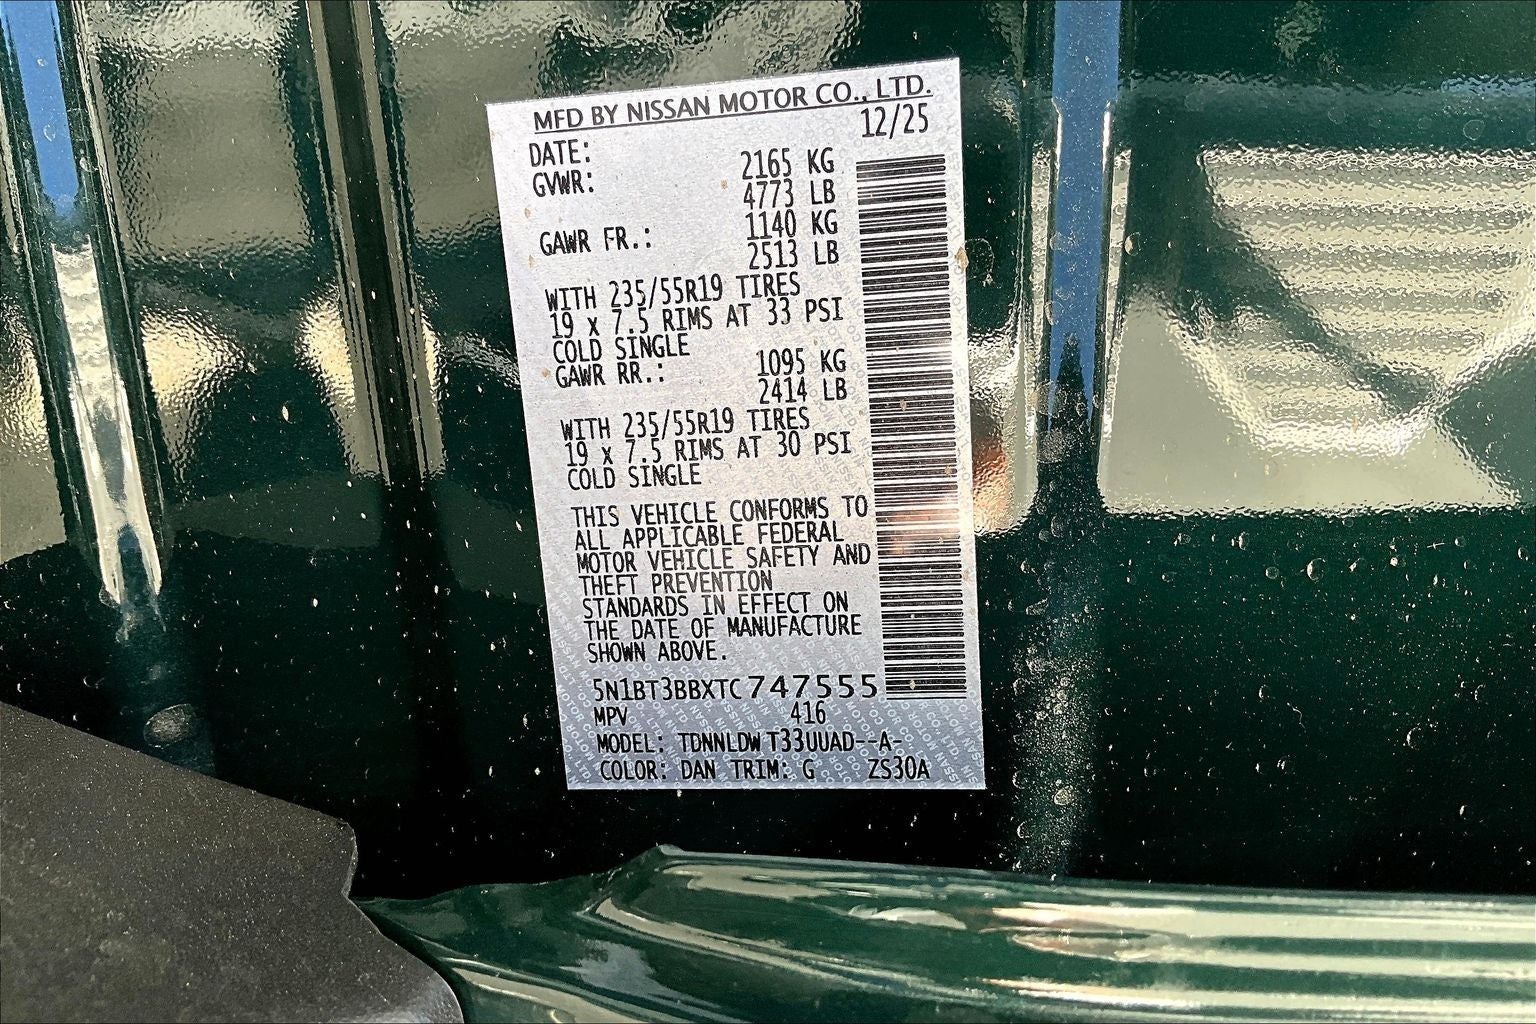 MFD BY NISSAN MOTOR CO., LTD.
DATE: 12/25
GVWR: 2165 KG
4773 LB
GAWR FR.: 1140 KG
2513 LB
WITH 235/55R19 TIRES
19 x 7.5 RIMS AT 33 PSI
COLD SINGLE
GAWR RR.: 1095 KG
2414 LB
WITH 235/55R19 TIRES
19 x 7.5 RIMS AT 30 PSI
COLD SINGLE
THIS VEHICLE CONFORMS TO
ALL APPLICABLE FEDERAL
MOTOR VEHICLE SAFETY AND
THEFT PREVENTION
STANDARDS IN EFFECT ON
THE DATE OF MANUFACTURE
SHOWN ABOVE.
5N1BT3BBXTC747555
MPV 416
MODEL: TDNNLDWT33UUAD--A-
COLOR: DAN TRIM: G ZS30A